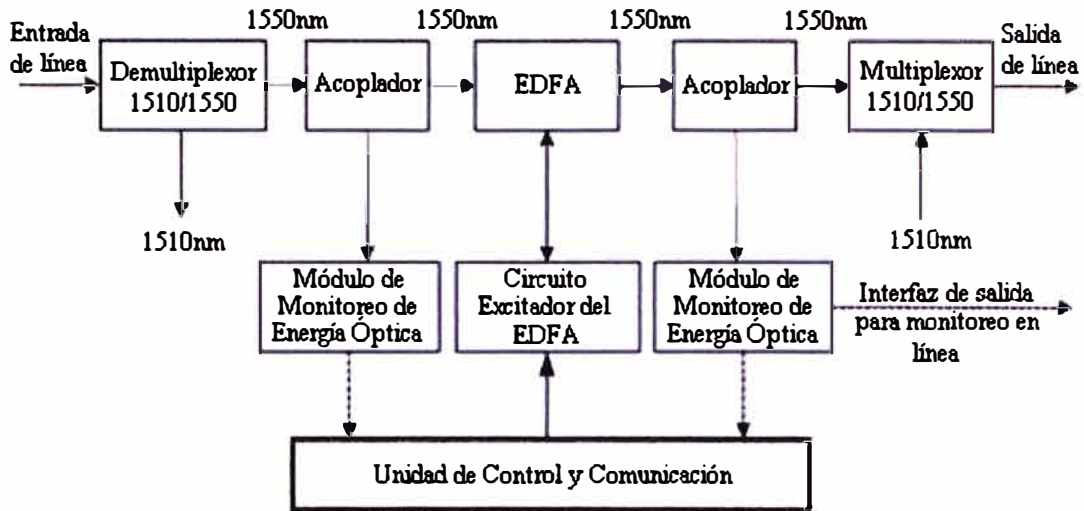 1550nm
1550nm
1550nm
1550nm
Entrada
de línea
Demultiplexor
1510/1550
Acoplador
EDFA
Acoplador
Multiplexor
1510/1550
Salida
de línea
1510nm
1510nm
Módulo de
Monitoreo de
Energía Óptica
Circuito
Excitador del
EDFA
Módulo de
Monitoreo de
Energía Óptica
Interfaz de salida
para monitoreo en
línea
Unidad de Control y Comunicación